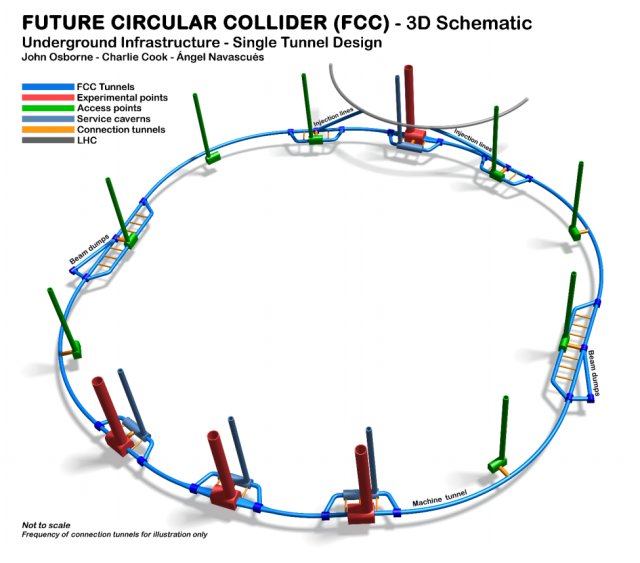 FUTURE CIRCULAR COLLIDER (FCC) - 3D Schematic
Underground Infrastructure - Single Tunnel Design
John Osborne - Charlie Cook - Ángel Navascués
FCC Tunnels
Experimental points
Access points
Service caverns
Connection tunnels
LHC
Injection lines
Injection lines
Beam dumps
Beam dumps
Machine tunnel
Not to scale
Frequency of connection tunnels for illustration only